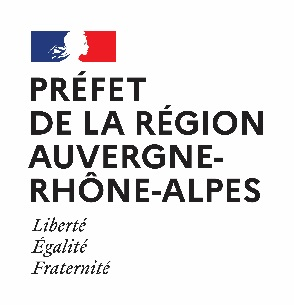 PRÉFET
DE LA RÉGION
AUVERGNE-
RHÔNE-ALPES
Liberté
Égalité
Fraternité